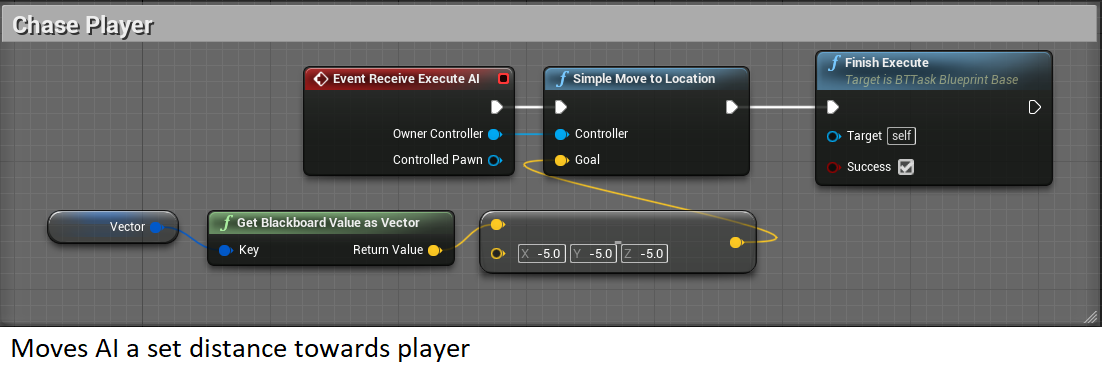 Chase Player
Event Receive Execute AI
Owner Controller
Controlled Pawn
Simple Move to Location
Controller
Goal
Finish Execute
Target is BTTask Blueprint Base
Target self
Success
Vector
Get Blackboard Value as Vector
Key Return Value
X -5.0 Y -5.0 Z -5.0
Moves AI a set distance towards player